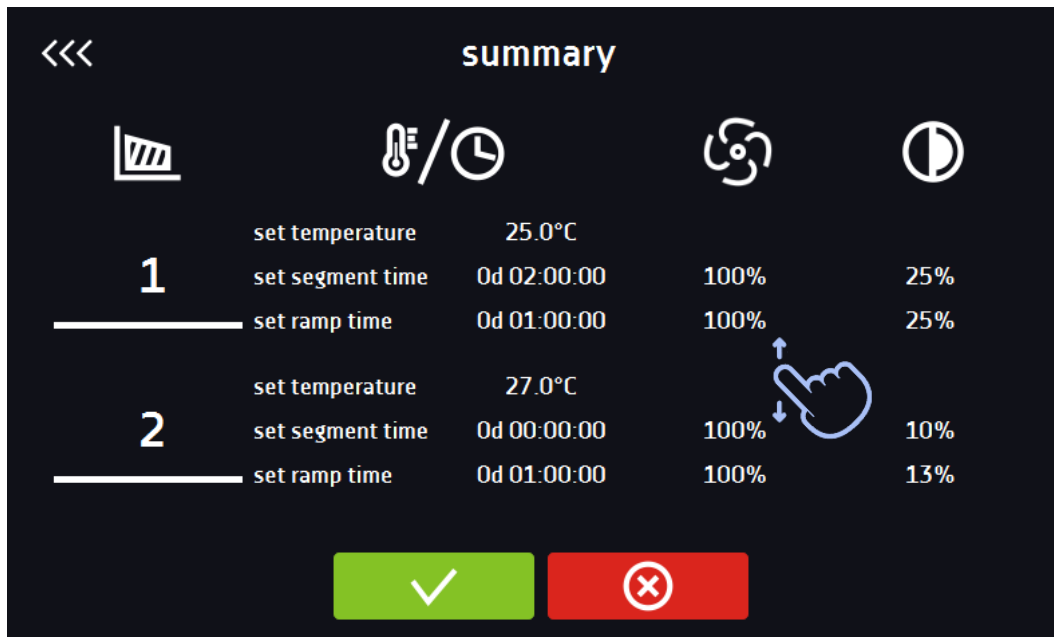 <<< summary
set temperature 25.0°C
1 set segment time 0d 02:00:00 100% 25%
set ramp time 0d 01:00:00 100% 25%
set temperature 27.0°C
2 set segment time 0d 00:00:00 100% 10%
set ramp time 0d 01:00:00 100% 13%